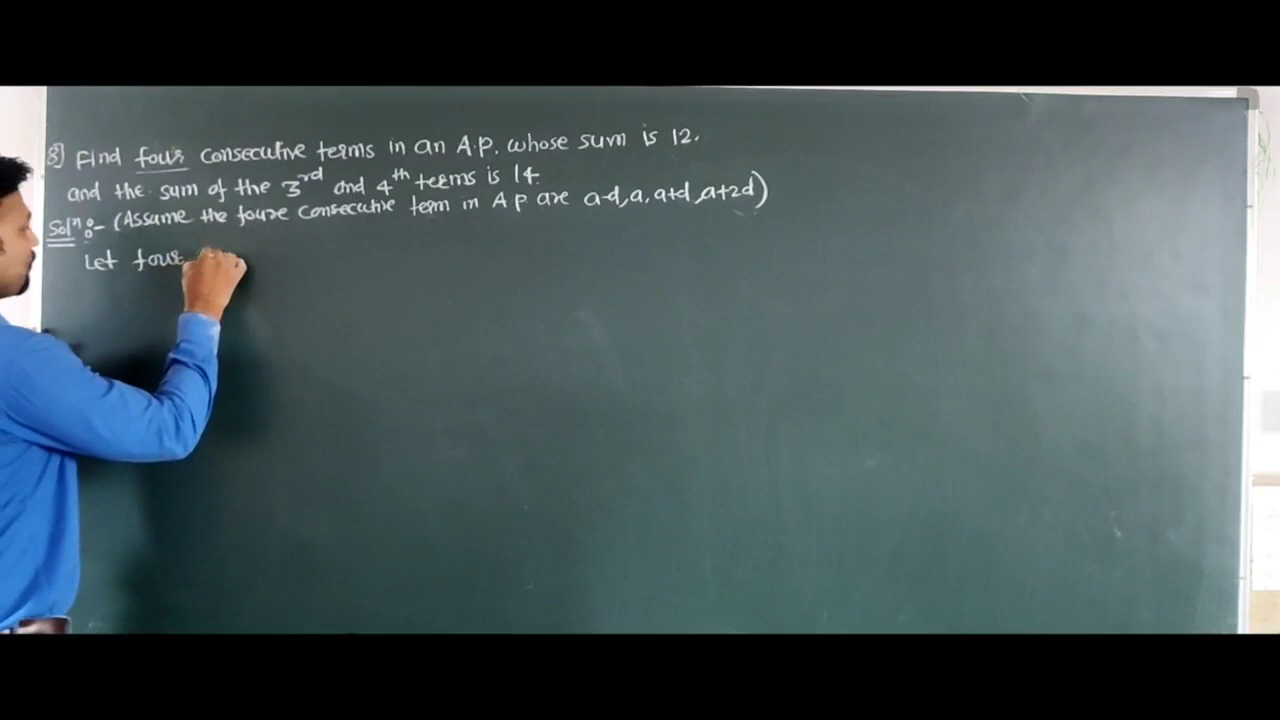 8] Find four consecutive terms in an A.P. whose sum is 12.
and the sum of the 3rd and 4th terms is 14.
Solⁿ:- (Assume the foure consecutive term in A P are a-d, a, a+d, a+2d)
Let four